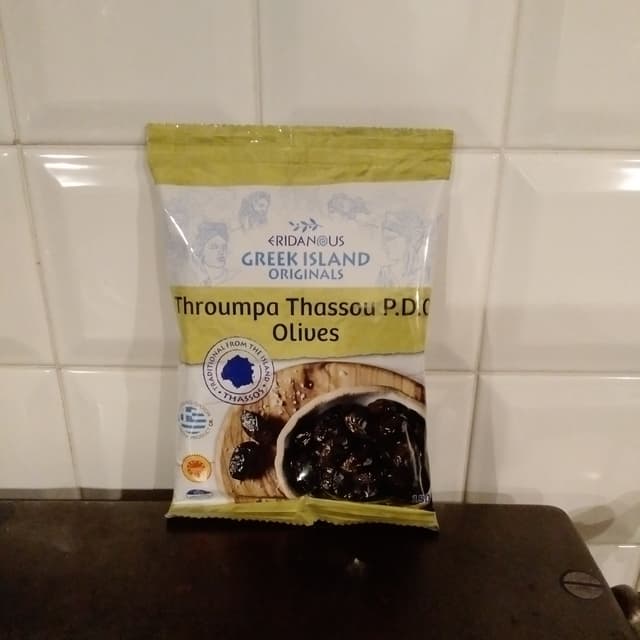 ERIDANOUS
GREEK ISLAND
ORIGINALS
Throumpa Thassou P.D.O
Olives
TRADITIONAL FROM THE ISLAND
THASSOS